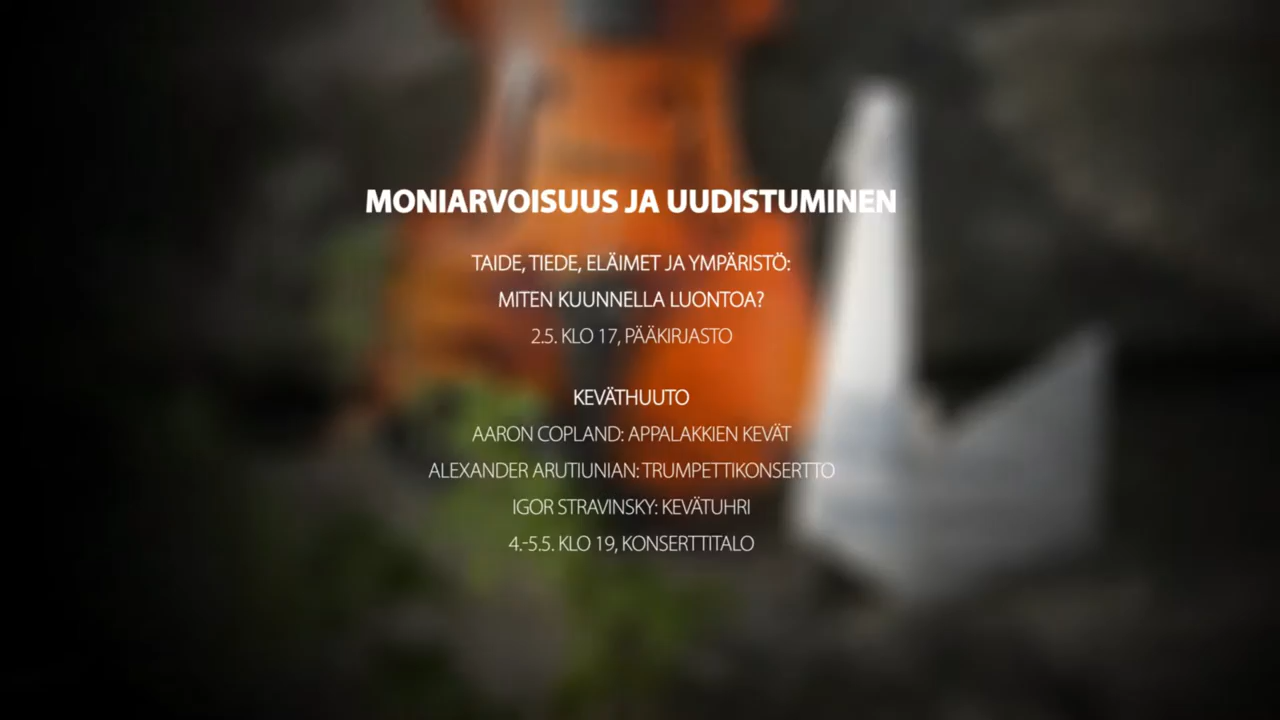 MONIARVOISUUS JA UUDISTUMINEN
TAIDE, TIEDE, ELÄIMET JA YMPÄRISTÖ:
MITEN KUUNNELLA LUONTOA?
2.5. KLO 17, PÄÄKIRJASTO
KEVÄTHUUTO
AARON COPLAND: APPALAKKIEN KEVÄT
ALEXANDER ARUTIUNIAN: TRUMPETTIKONSERTTO
IGOR STRAVINSKY: KEVÄTUHRI
4.-5.5. KLO 19, KONSERTTITALO